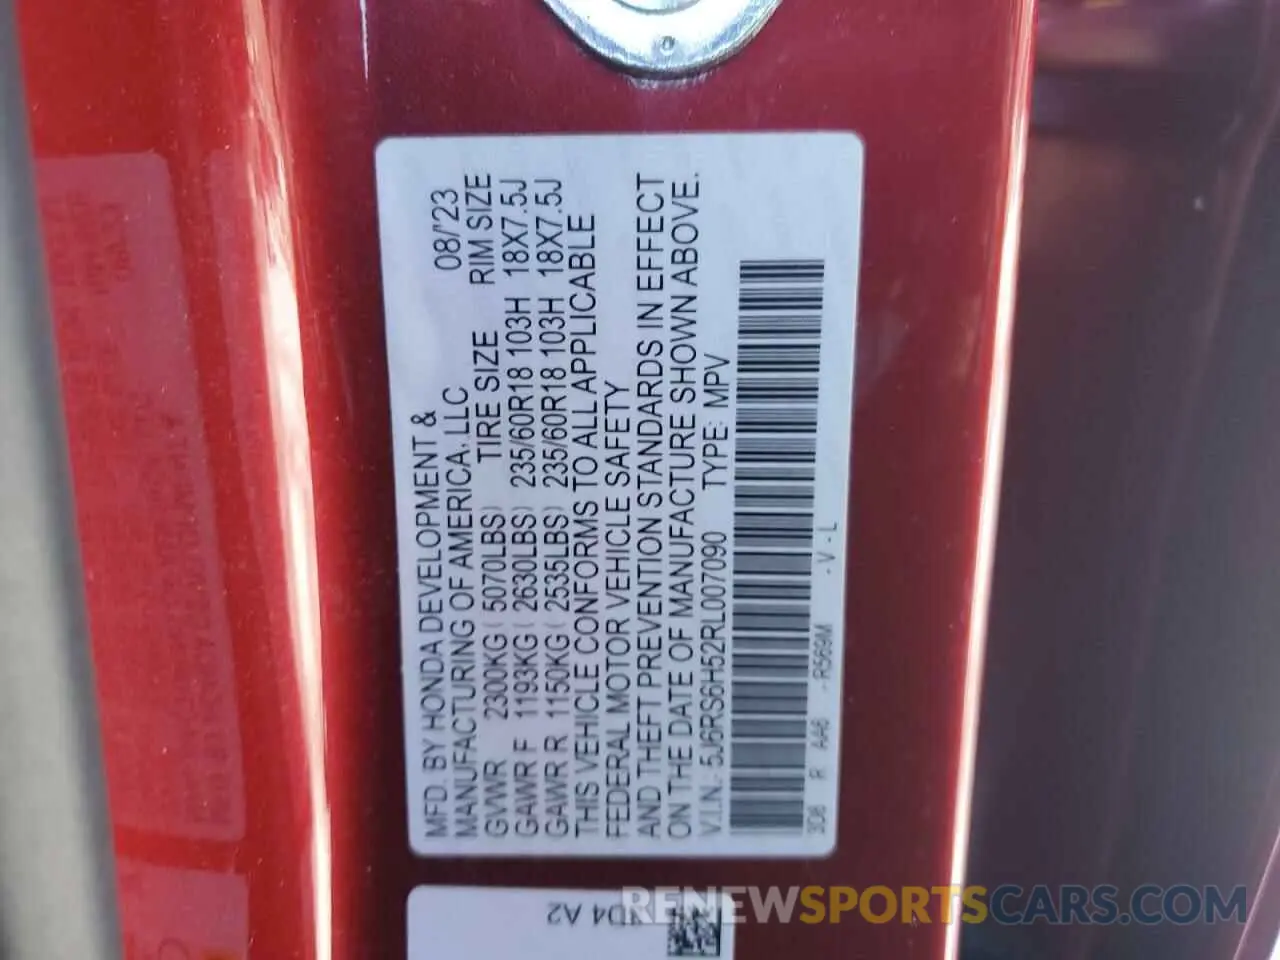 MFD. BY HONDA DEVELOPMENT &
MANUFACTURING OF AMERICA, LLC 08/'23
GVWR 2300KG ( 5070LBS) TIRE SIZE RIM SIZE
GAWR F 1193KG ( 2630LBS) 235/60R18 103H 18X7.5J
GAWR R 1150KG ( 2535LBS) 235/60R18 103H 18X7.5J
THIS VEHICLE CONFORMS TO ALL APPLICABLE
FEDERAL MOTOR VEHICLE SAFETY
AND THEFT PREVENTION STANDARDS IN EFFECT
ON THE DATE OF MANUFACTURE SHOWN ABOVE.
V.I.N.: 5J6RS6H52RL007090 TYPE: MPV
3D8 R AA6 - R569M - V - L
A2
RENEWSPORTSCARS.COM